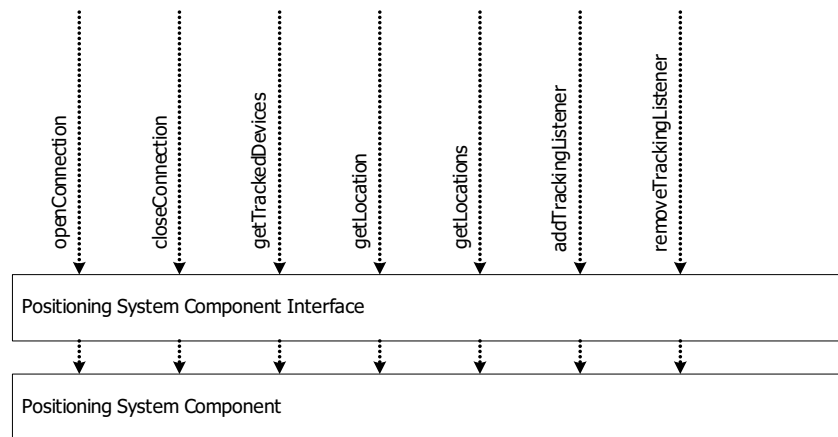 openConnection
closeConnection
getTrackedDevices
getLocation
getLocations
addTrackingListener
removeTrackingListener
Positioning System Component Interface
Positioning System Component